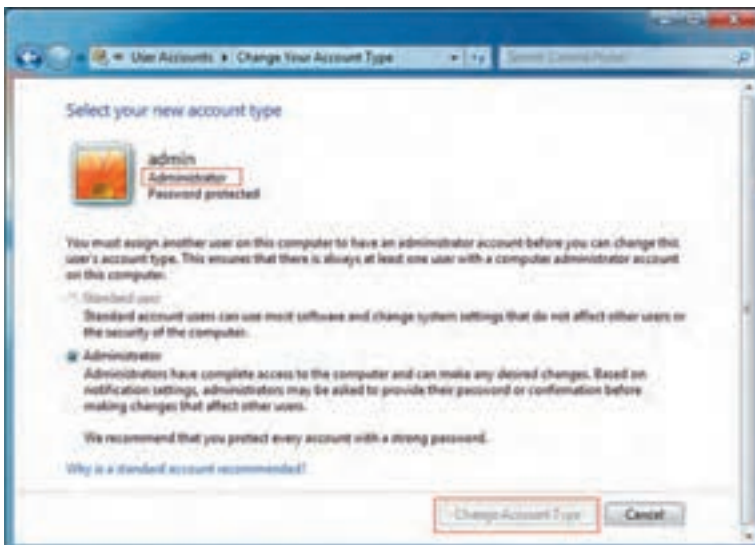 User Accounts ▸ Change Your Account Type
Search Control Panel
Select your new account type
admin
Administrator
Password protected
You must assign another user on this computer to have an administrator account before you can change this
user's account type. This ensures that there is always at least one user with a computer administrator account
on this computer.
Standard user
Standard account users can use most software and change system settings that do not affect other users or
the security of the computer.
Administrator
Administrators have complete access to the computer and can make any desired changes. Based on
notification settings, administrators may be asked to provide their password or confirmation before
making changes that affect other users.
We recommend that you protect every account with a strong password.
Why is a standard account recommended?
Change Account Type
Cancel